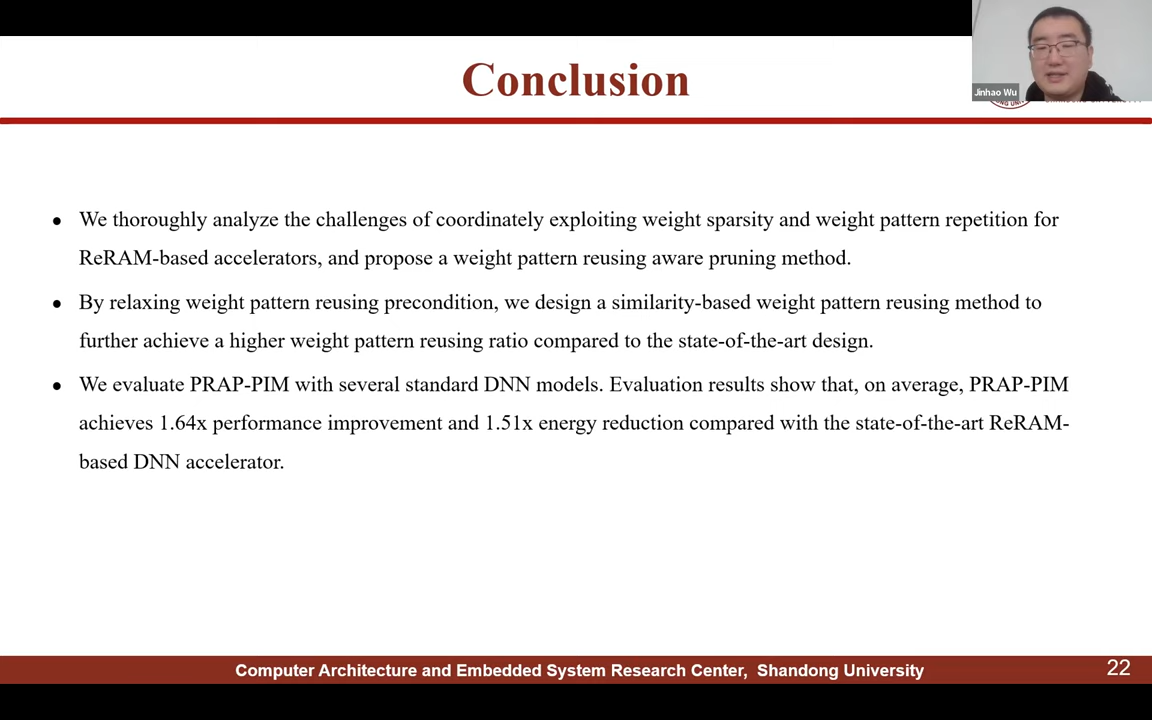 Conclusion
Jinhao Wu
● We thoroughly analyze the challenges of coordinately exploiting weight sparsity and weight pattern repetition for
ReRAM-based accelerators, and propose a weight pattern reusing aware pruning method.
● By relaxing weight pattern reusing precondition, we design a similarity-based weight pattern reusing method to
further achieve a higher weight pattern reusing ratio compared to the state-of-the-art design.
● We evaluate PRAP-PIM with several standard DNN models. Evaluation results show that, on average, PRAP-PIM
achieves 1.64x performance improvement and 1.51x energy reduction compared with the state-of-the-art ReRAM-
based DNN accelerator.
Computer Architecture and Embedded System Research Center, Shandong University
22